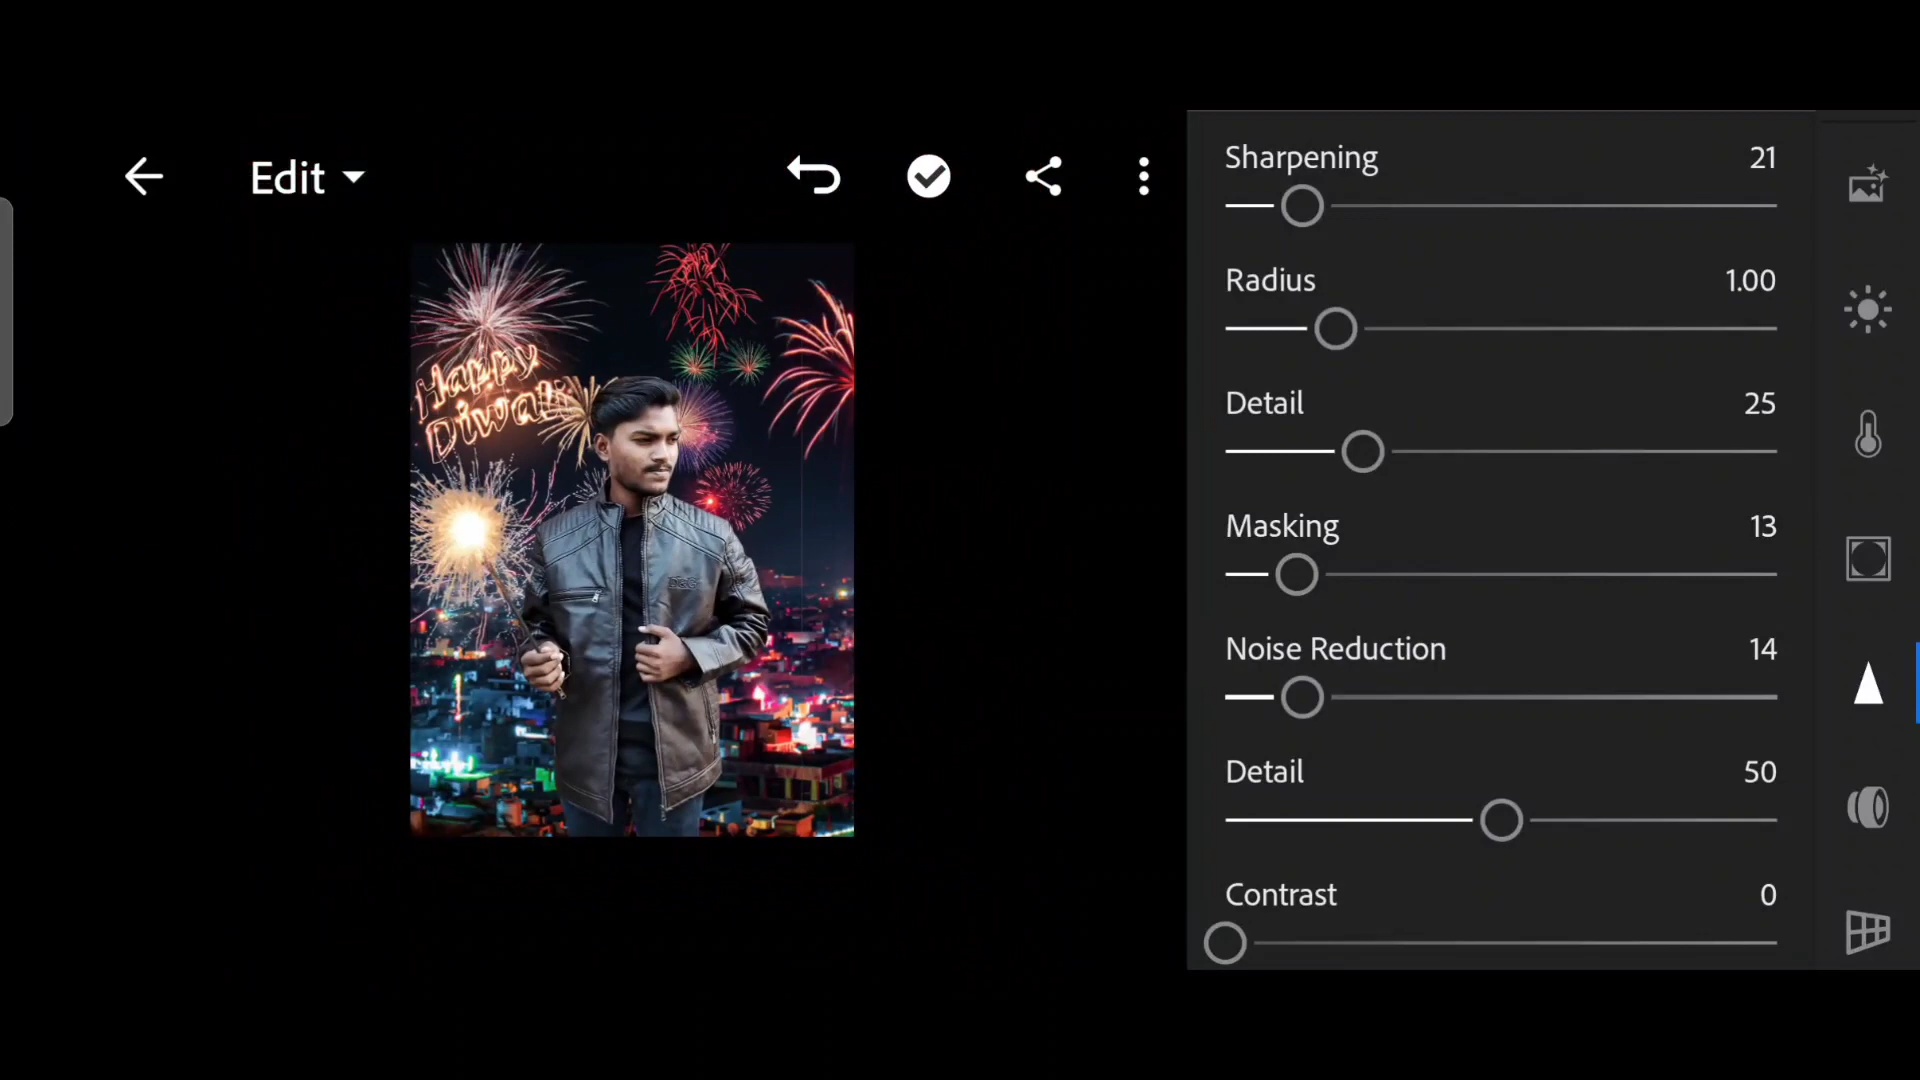 Edit
Sharpening 21
Radius 1.00
Detail 25
Masking 13
Noise Reduction 14
Detail 50
Contrast 0
Happy
Diwali